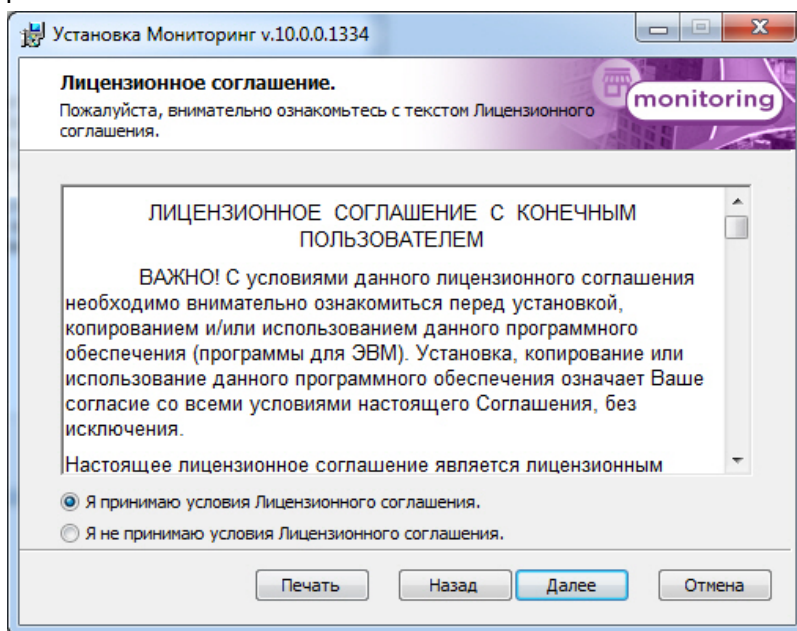 Установка Мониторинг v.10.0.0.1334
Лицензионное соглашение.
Пожалуйста, внимательно ознакомьтесь с текстом Лицензионного
соглашения.
monitoring
ЛИЦЕНЗИОННОЕ СОГЛАШЕНИЕ С КОНЕЧНЫМ
ПОЛЬЗОВАТЕЛЕМ
ВАЖНО! С условиями данного лицензионного соглашения
необходимо внимательно ознакомиться перед установкой,
копированием и/или использованием данного программного
обеспечения (программы для ЭВМ). Установка, копирование или
использование данного программного обеспечения означает Ваше
согласие со всеми условиями настоящего Соглашения, без
исключения.
Настоящее лицензионное соглашение является лицензионным
Я принимаю условия Лицензионного соглашения.
Я не принимаю условия Лицензионного соглашения.
Печать Назад Далее Отмена